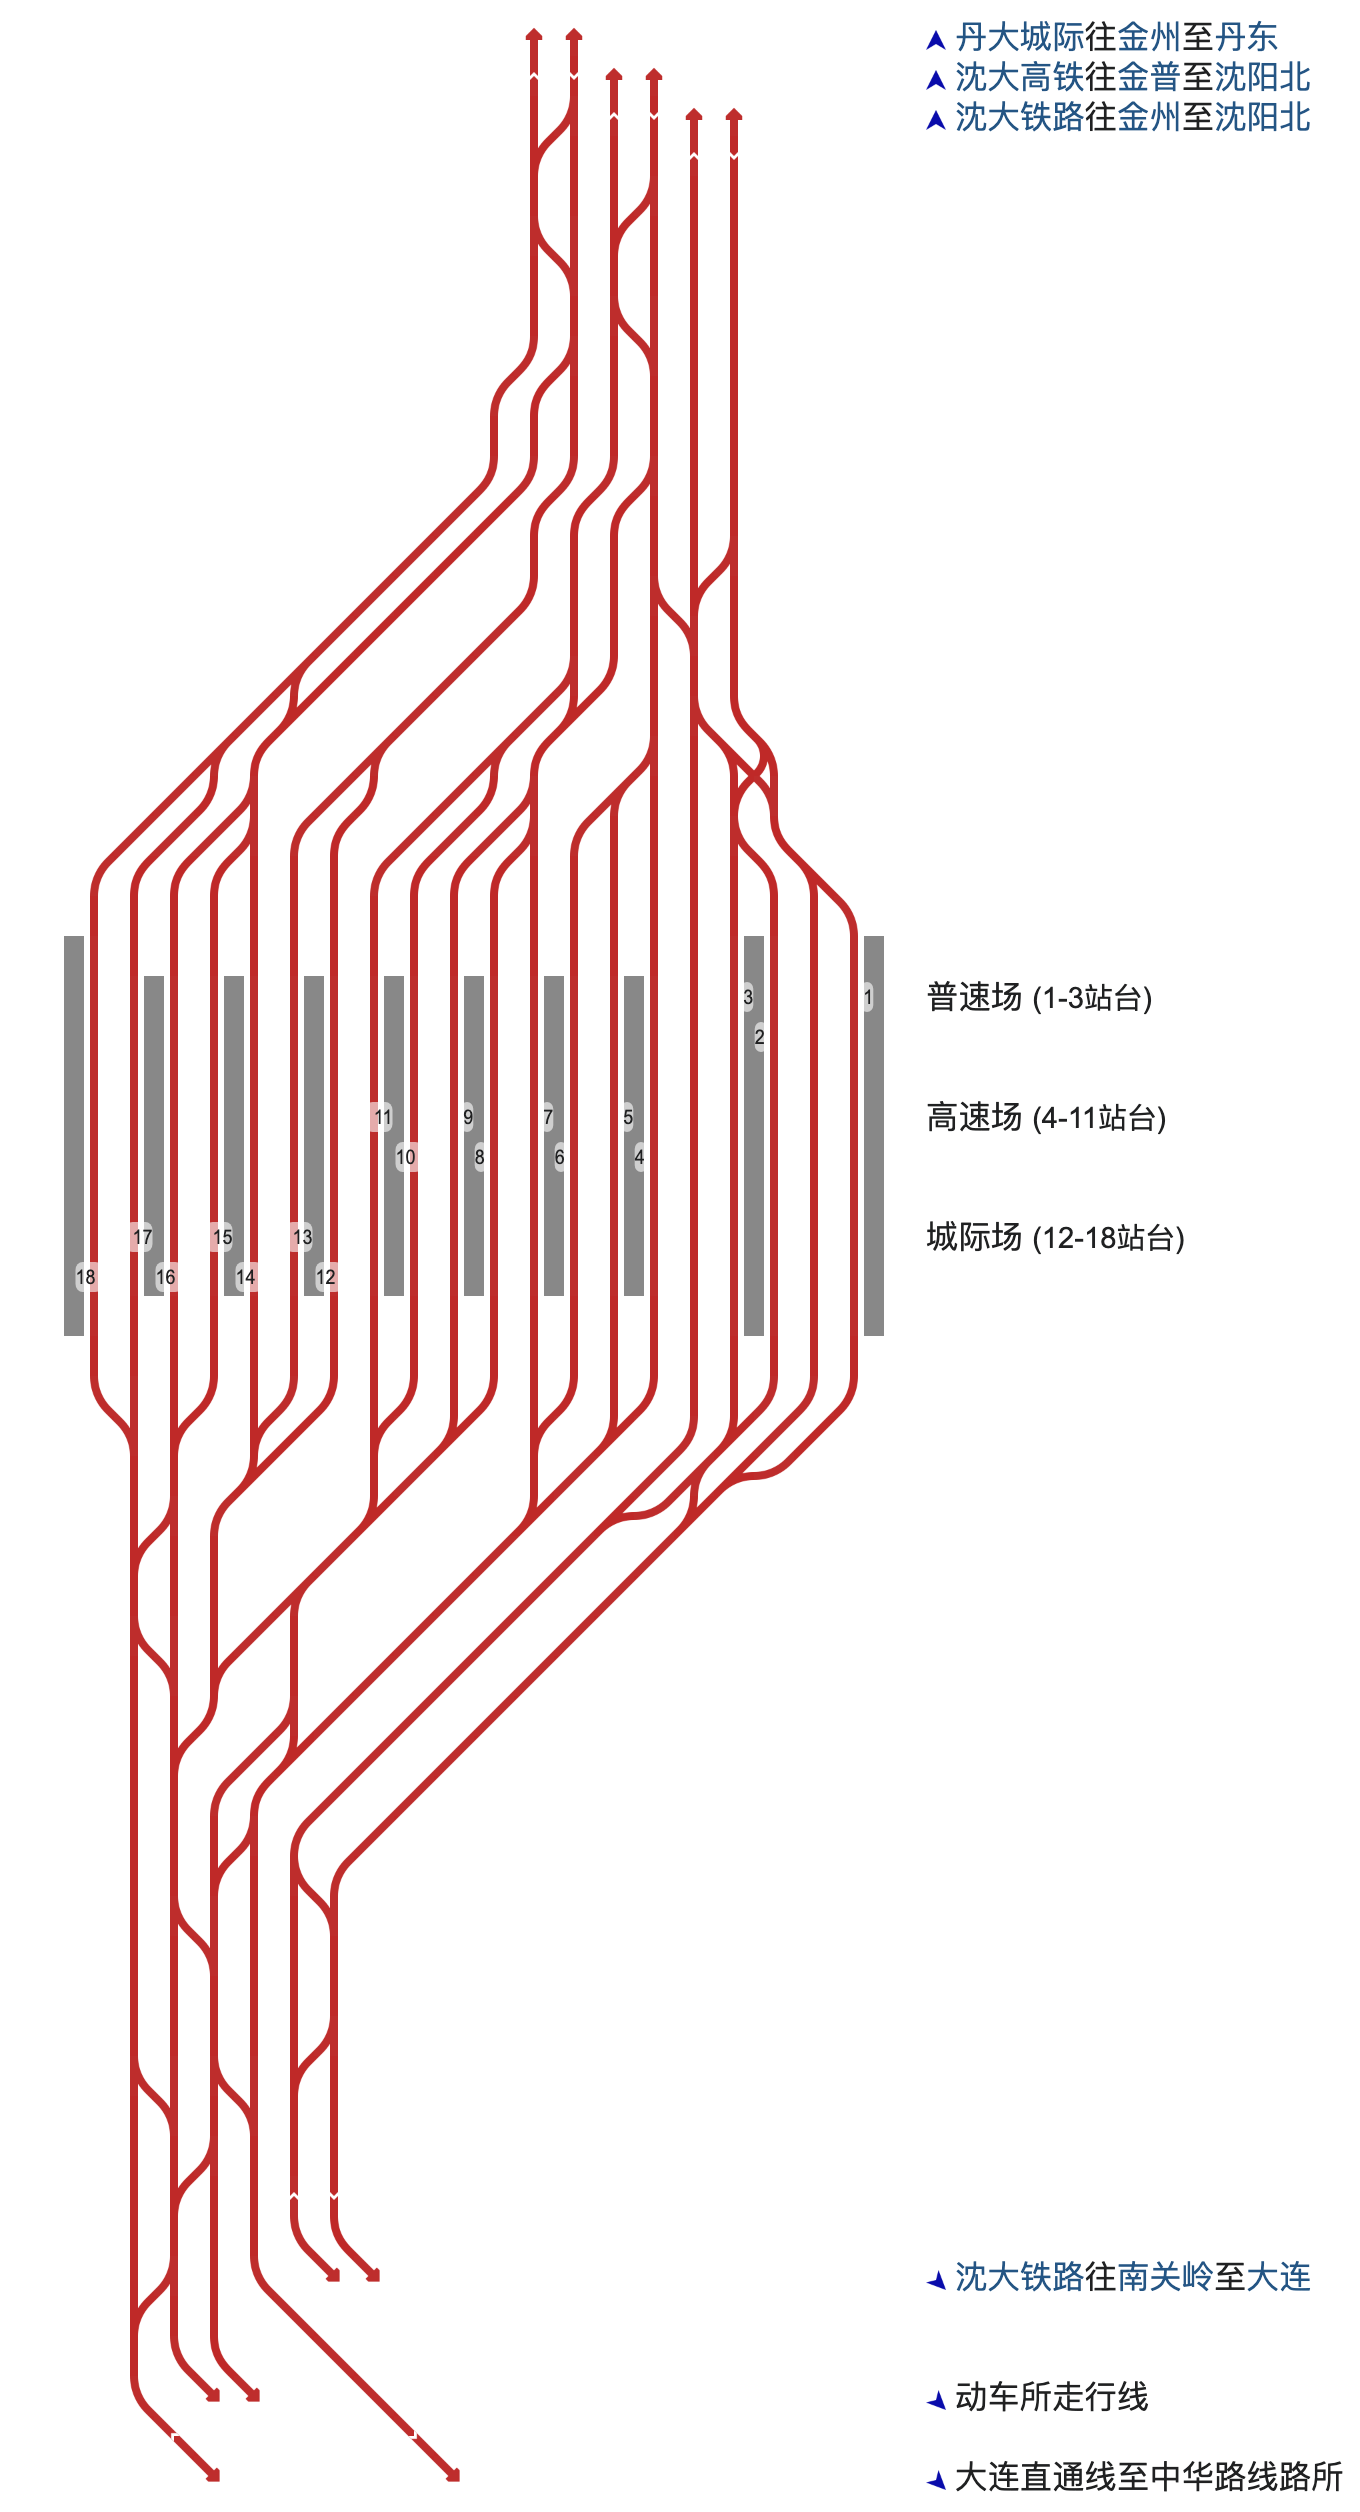 丹大城际往金州至丹东
沈大高铁往金普至沈阳北
沈大铁路往金州至沈阳北
3
1
普速场 (1-3站台)
2
11
9
7
5
高速场 (4-11站台)
10
8
6
4
17
15
13
城际场 (12-18站台)
18
16
14
12
沈大铁路往南关岭至大连
动车所走行线
大连直通线至中华路线路所